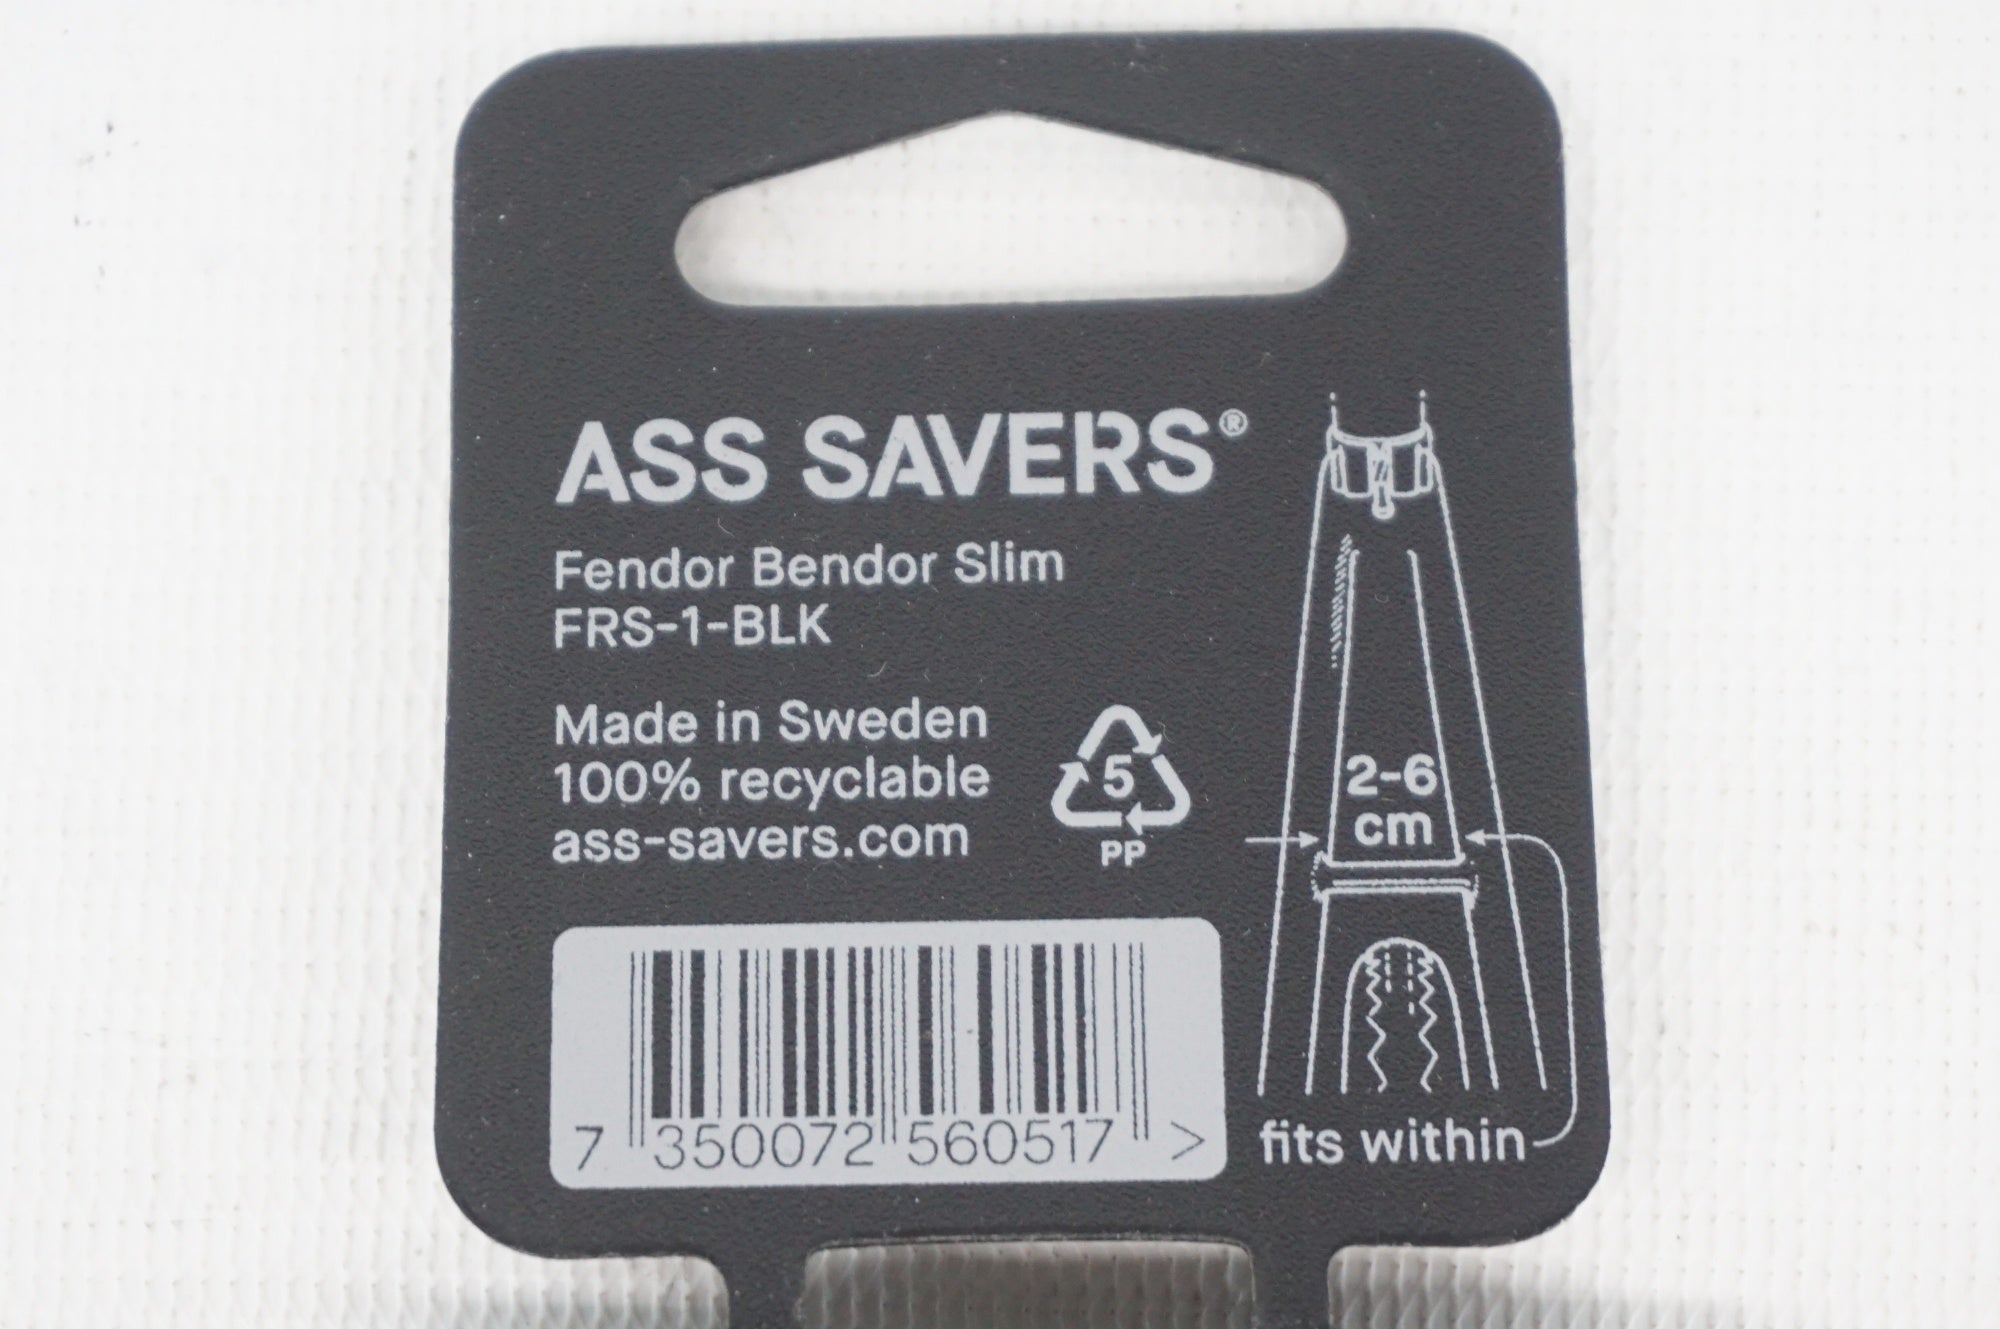 ASS SAVERS®
Fendor Bendor Slim
FRS-1-BLK
Made in Sweden
100% recyclable
ass-savers.com
5
PP
2-6
cm
fits within
7 350072 560517 >